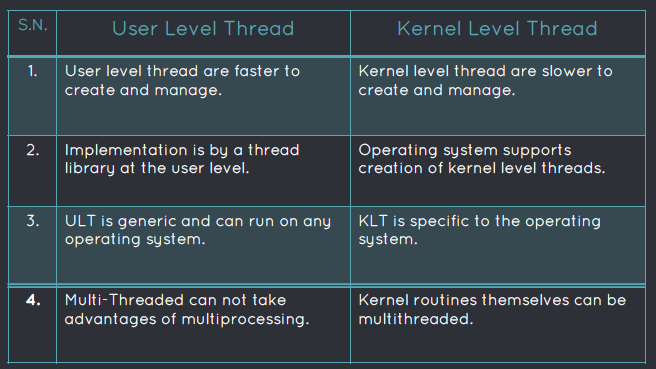 S.N. User Level Thread Kernel Level Thread
1. User level thread are faster to Kernel level thread are slower to
create and manage. create and manage.
2. Implementation is by a thread Operating system supports
library at the user level. creation of kernel level threads.
3. ULT is generic and can run on any KLT is specific to the operating
operating system. system.
4. Multi-Threaded can not take Kernel routines themselves can be
advantages of multiprocessing. multithreaded.